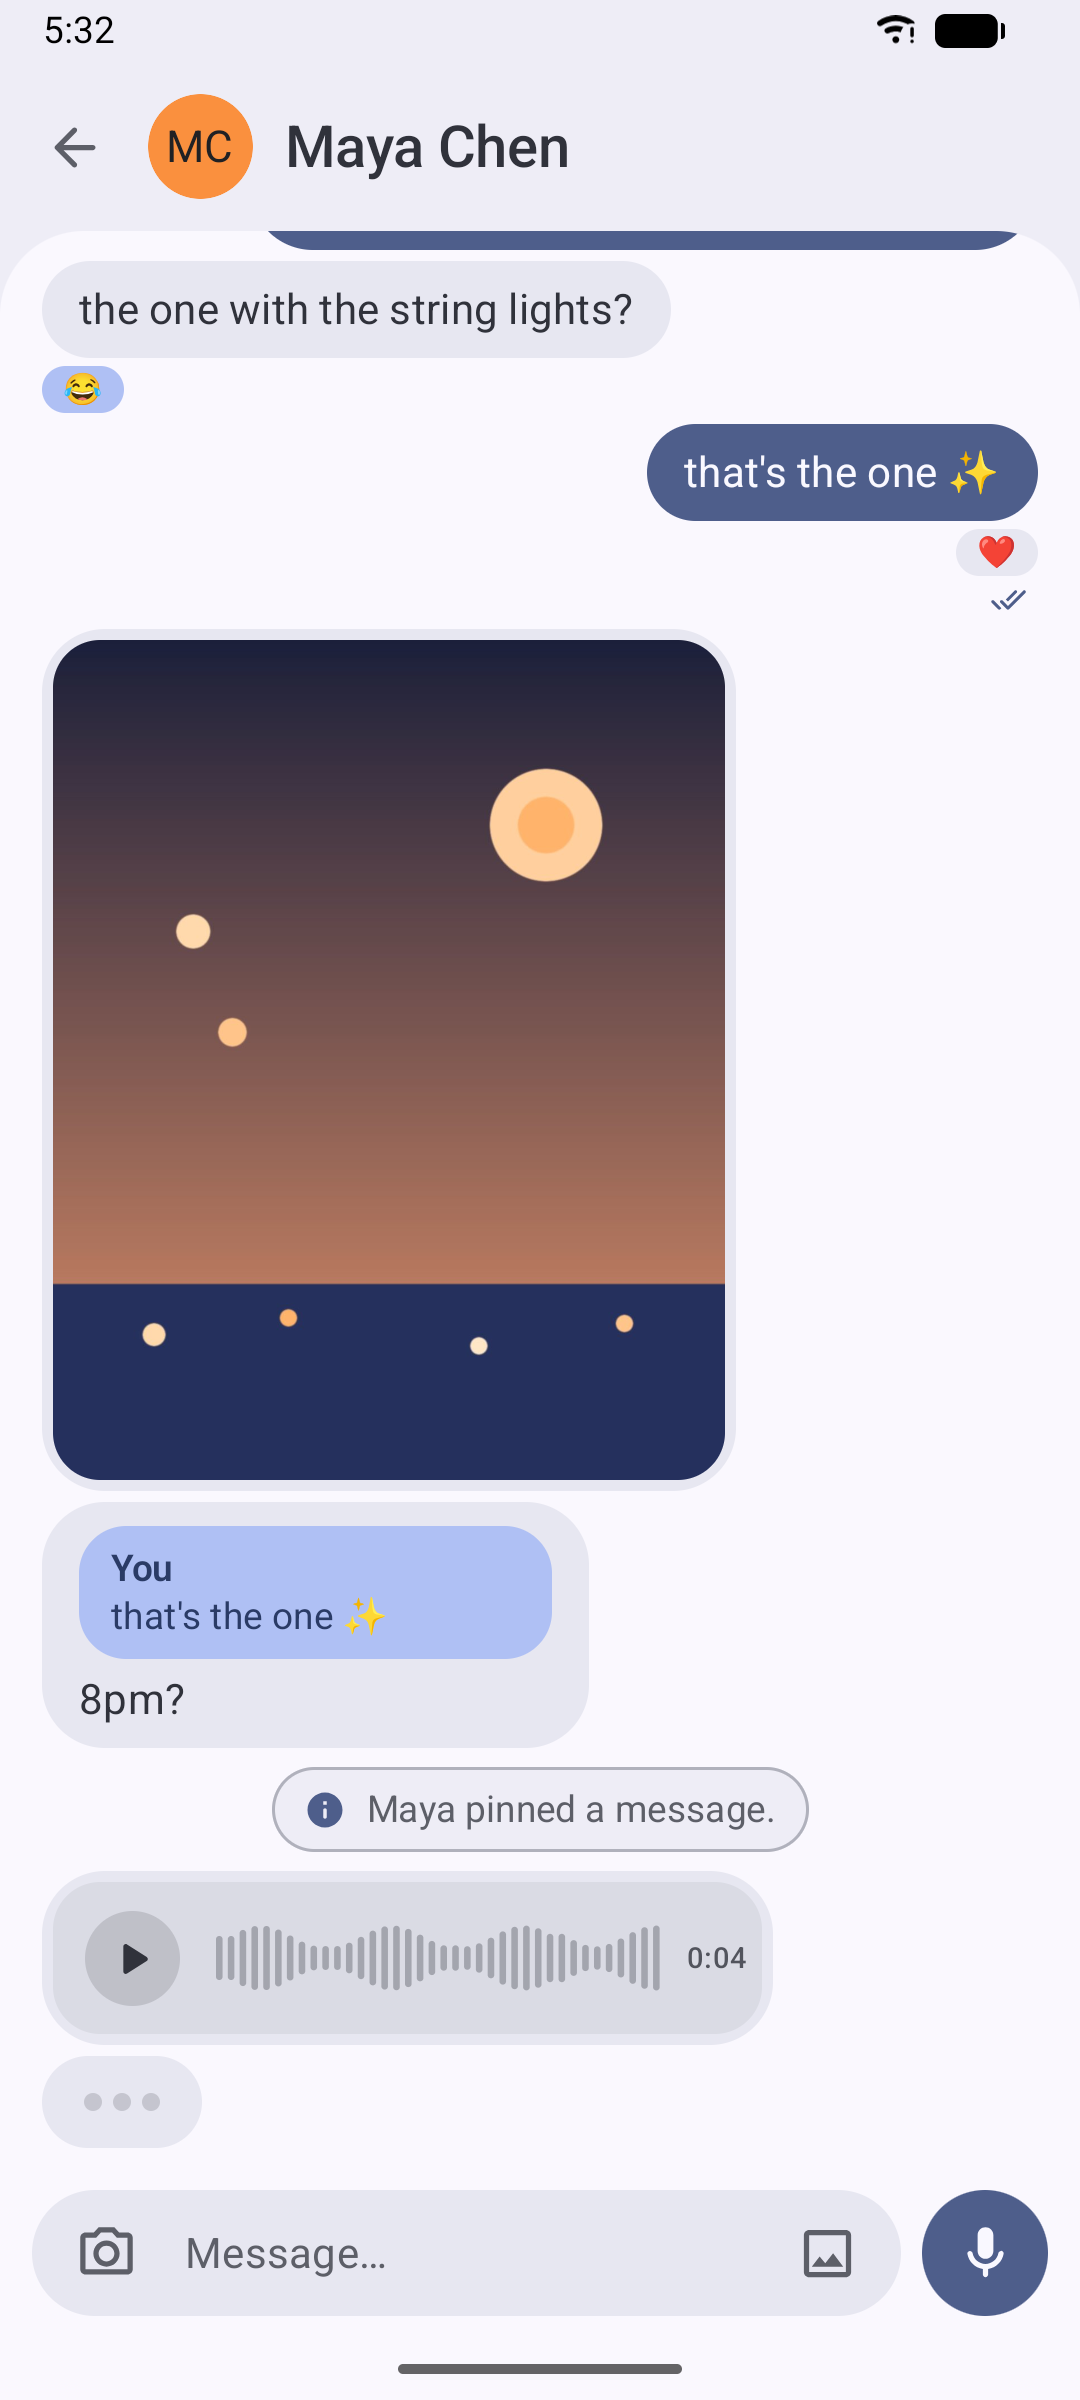 5:32
MC
Maya Chen
the one with the string lights?
😂
that's the one ✨
❤️
You
that's the one ✨
8pm?
Maya pinned a message.
0:04
Message…